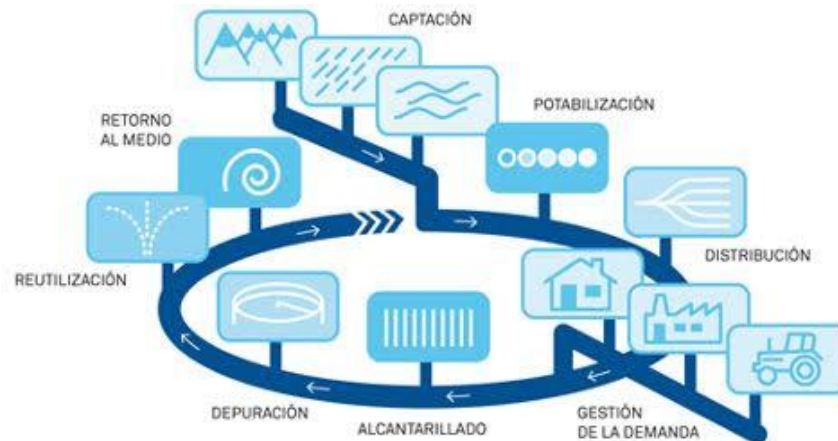 CAPTACIÓN
POTABILIZACIÓN
RETORNO
AL MEDIO
DISTRIBUCIÓN
REUTILIZACIÓN
DEPURACIÓN
ALCANTARILLADO
GESTIÓN
DE LA DEMANDA